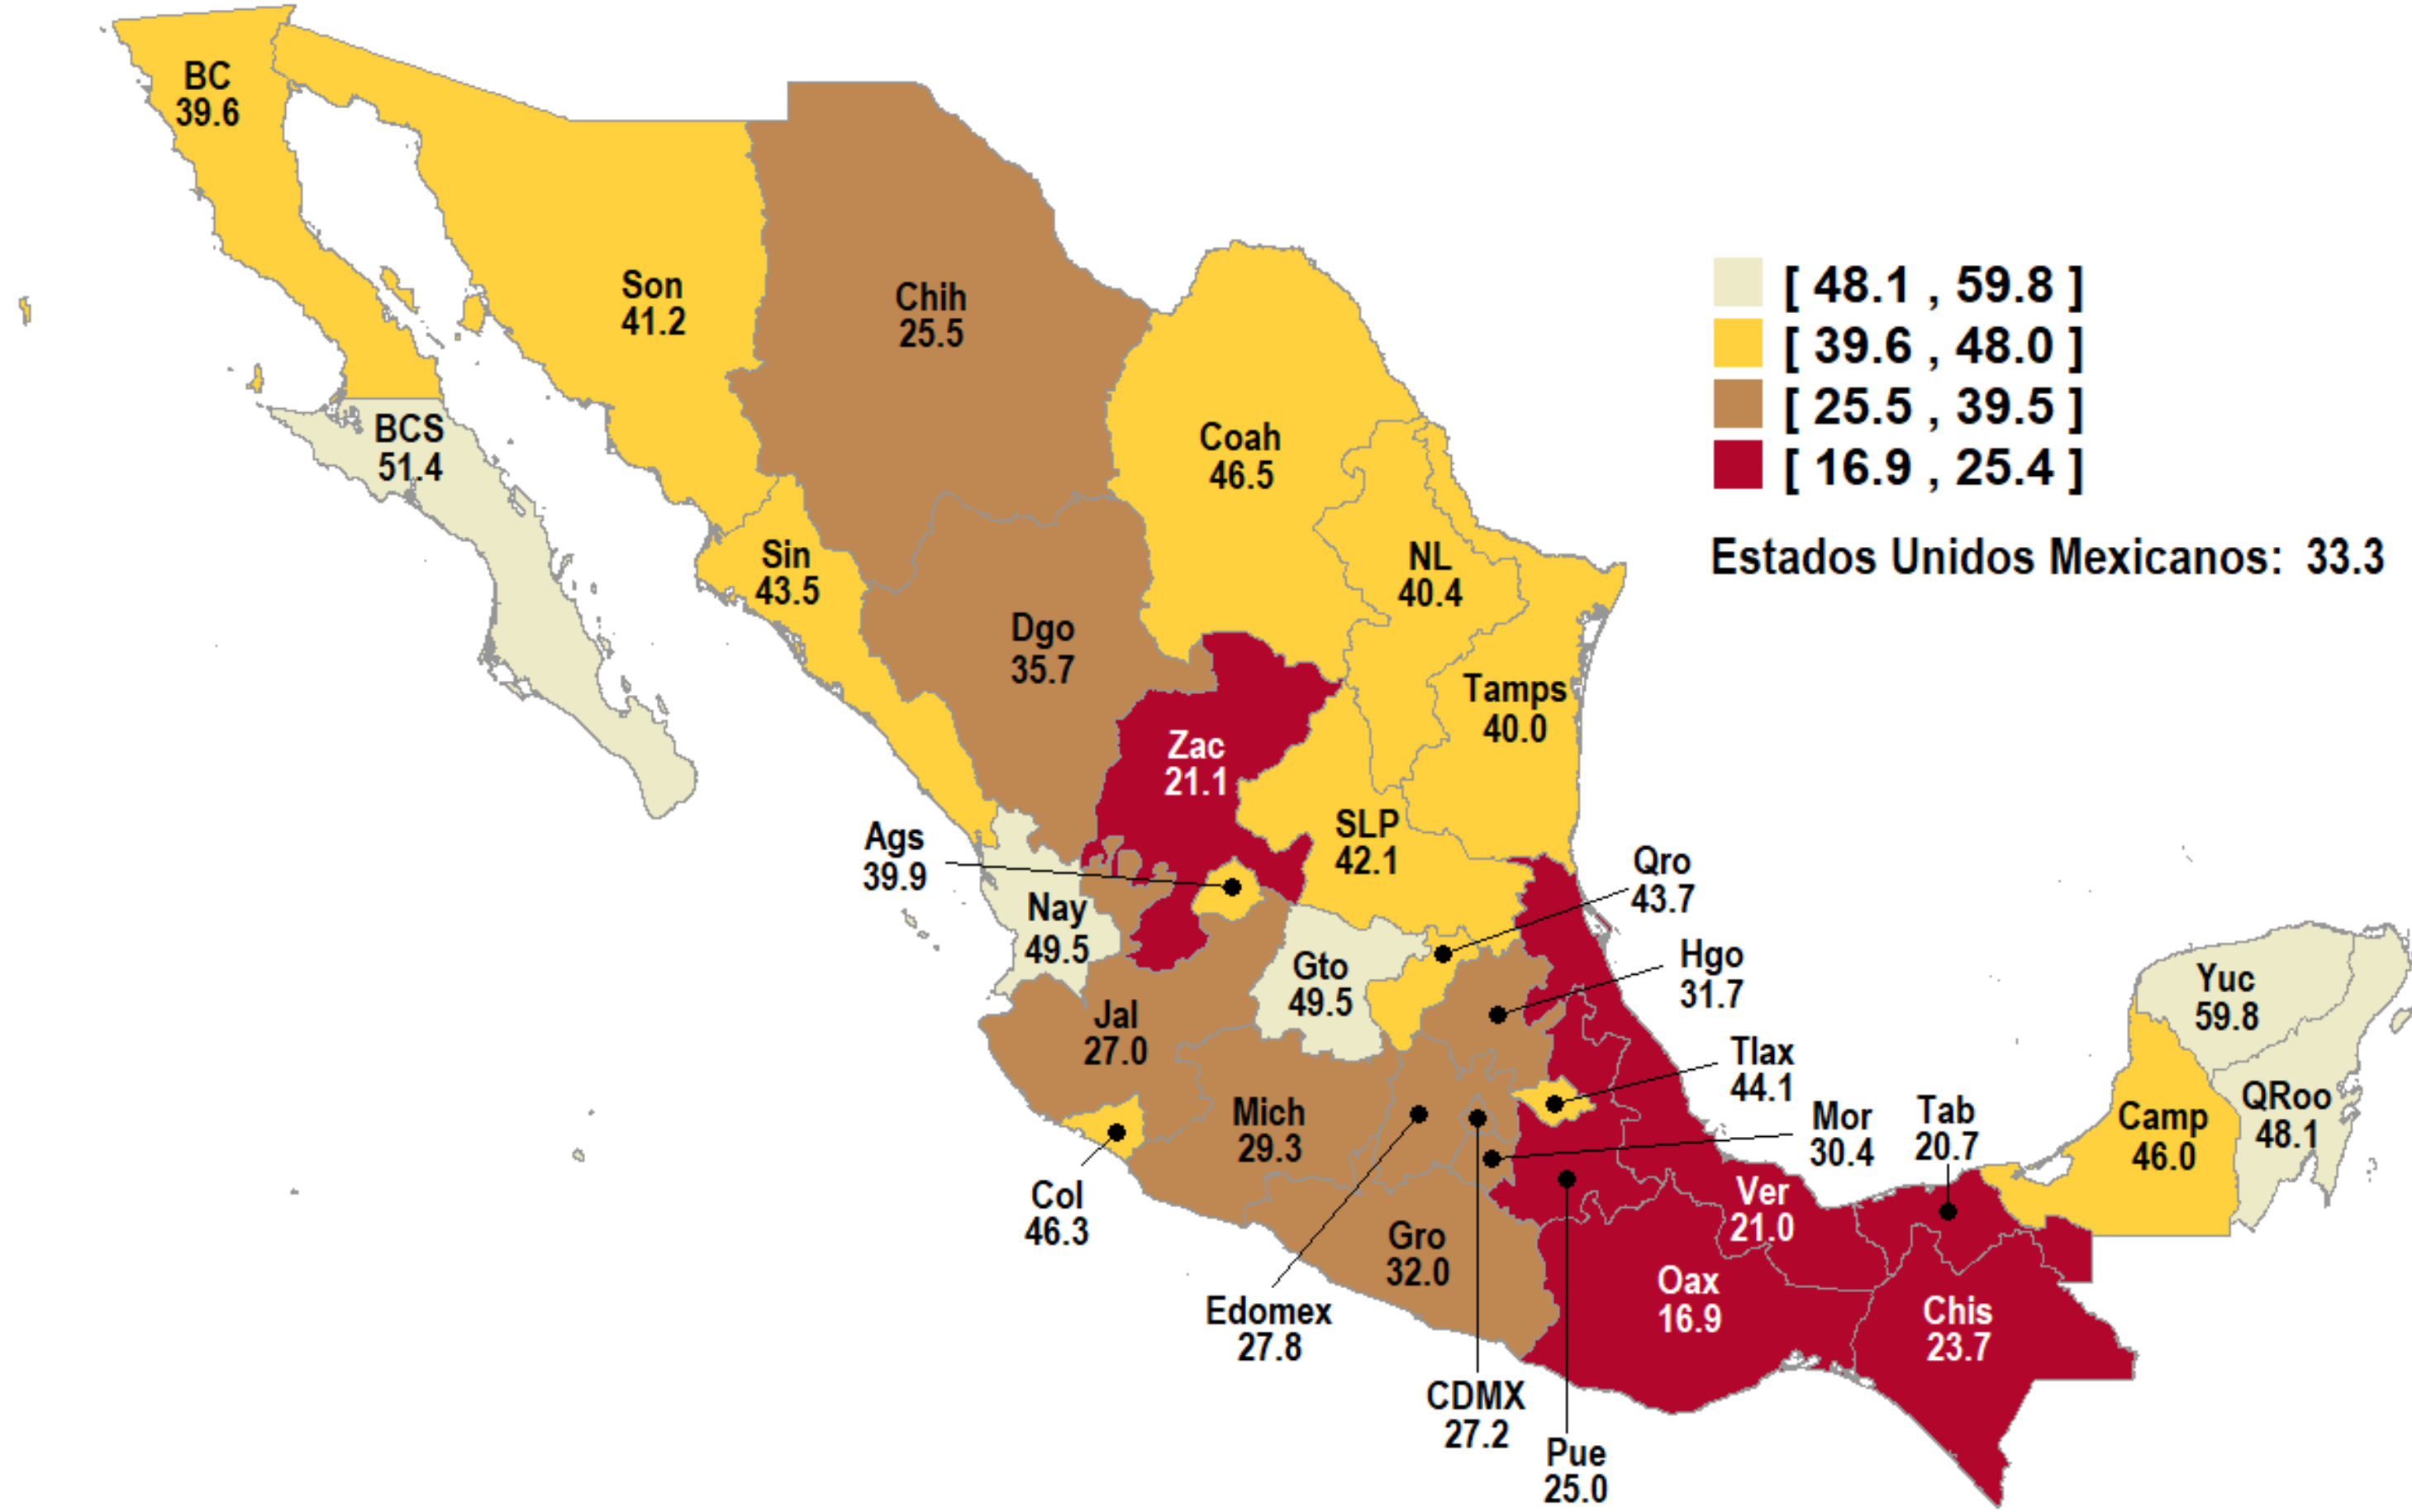 BC
39.6
Son
41.2
Chih
25.5
BCS
51.4
Coah
46.5
Sin
43.5
NL
40.4
Dgo
35.7
Tamps
40.0
Zac
21.1
SLP
42.1
Ags
39.9
Nay
49.5
Gto
49.5
Qro
43.7
Hgo
31.7
Jal
27.0
Tlax
44.1
Mich
29.3
Mor
30.4
Tab
20.7
Yuc
59.8
QRoo
48.1
Camp
46.0
Col
46.3
Ver
21.0
Gro
32.0
Oax
16.9
Chis
23.7
Edomex
27.8
CDMX
27.2
Pue
25.0
[ 48.1 , 59.8 ]
[ 39.6 , 48.0 ]
[ 25.5 , 39.5 ]
[ 16.9 , 25.4 ]
Estados Unidos Mexicanos: 33.3